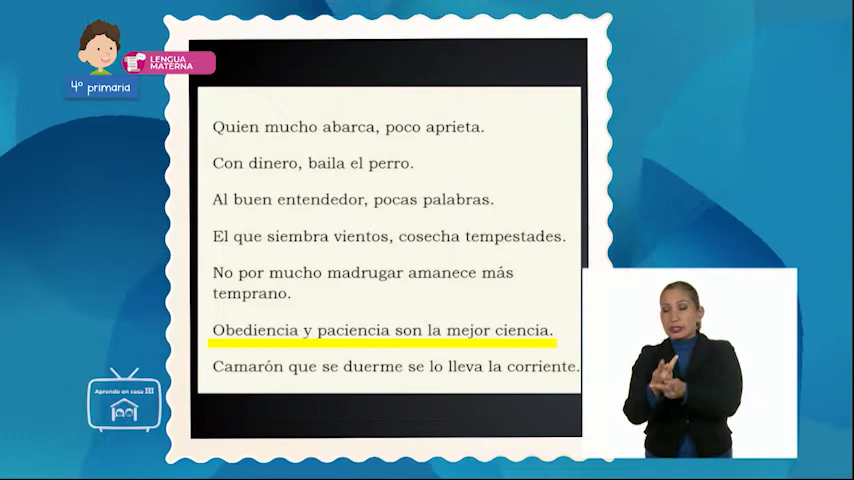 LENGUA
MATERNA
4º primaria
Quien mucho abarca, poco aprieta.
Con dinero, baila el perro.
Al buen entendedor, pocas palabras.
El que siembra vientos, cosecha tempestades.
No por mucho madrugar amanece más
temprano.
Obediencia y paciencia son la mejor ciencia.
Camarón que se duerme se lo lleva la corriente.
Aprende en casa III